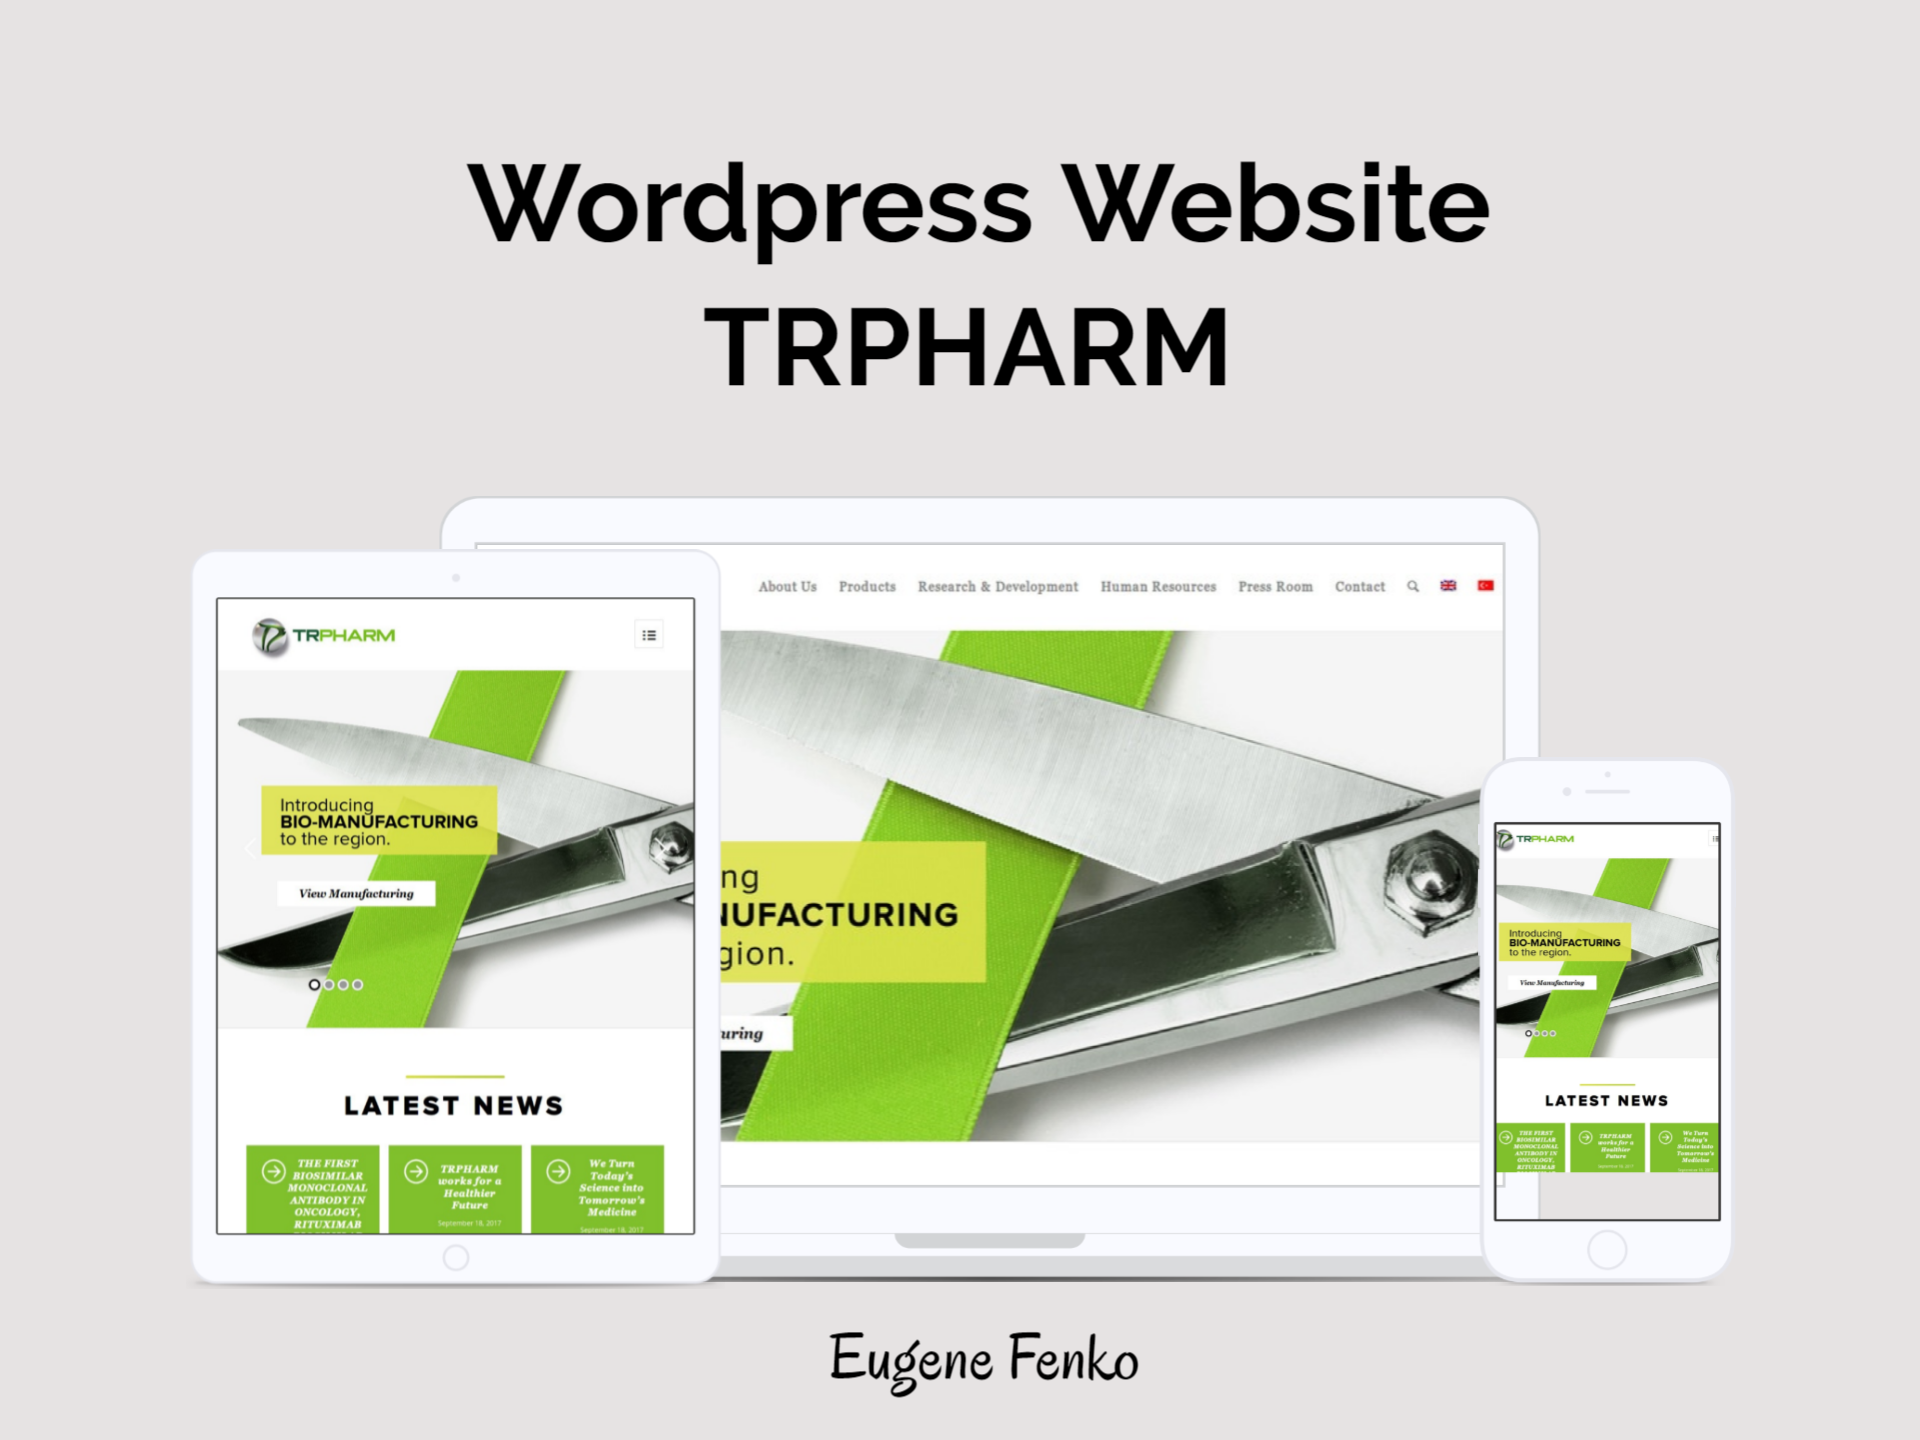 Wordpress Website
TRPHARM
About Us Products Research & Development Human Resources Press Room Contact
TRPHARM
Introducing
BIO-MANUFACTURING
to the region.
View Manufacturing
LATEST NEWS
THE FIRST
BIOSIMILAR
MONOCLONAL
ANTIBODY IN
ONCOLOGY,
RITUXIMAB
TRPHARM
works for a
Healthier
Future
September 18, 2017
We Turn
Today's
Science into
Tomorrow's
Medicine
September 18, 2017
ng
NUFACTURING
gion.
uring
TRPHARM
Introducing
BIO-MANUFACTURING
to the region.
View Manufacturing
LATEST NEWS
THE FIRST
BIOSIMILAR
MONOCLONAL
ANTIBODY IN
ONCOLOGY,
RITUXIMAB
TRPHARM
works for a
Healthier
Future
September 18, 2017
We Turn
Today's
Science into
Tomorrow's
Medicine
Eugene Fenko